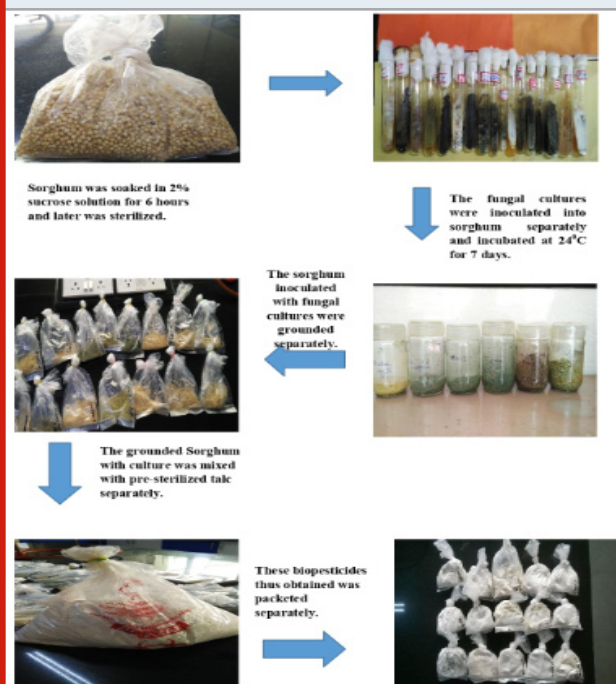 Sorghum was soaked in 2%
sucrose solution for 6 hours
and later was sterilized.
The fungal cultures
were inoculated into
sorghum separately
and incubated at 24⁰C
for 7 days.
The sorghum
inoculated
with fungal
cultures were
grounded
separately.
The grounded Sorghum
with culture was mixed
with pre-sterilized talc
separately.
These biopesticides
thus obtained was
packeted
separately.